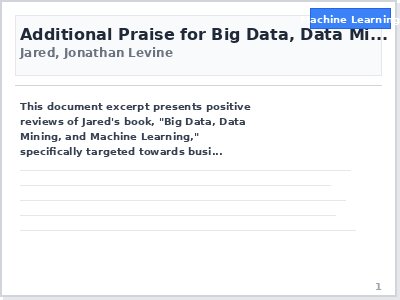 Machine Learning
Additional Praise for Big Data, Data Mi...
Jared, Jonathan Levine
This document excerpt presents positive
reviews of Jared's book, "Big Data, Data
Mining, and Machine Learning,"
specifically targeted towards busi...
1